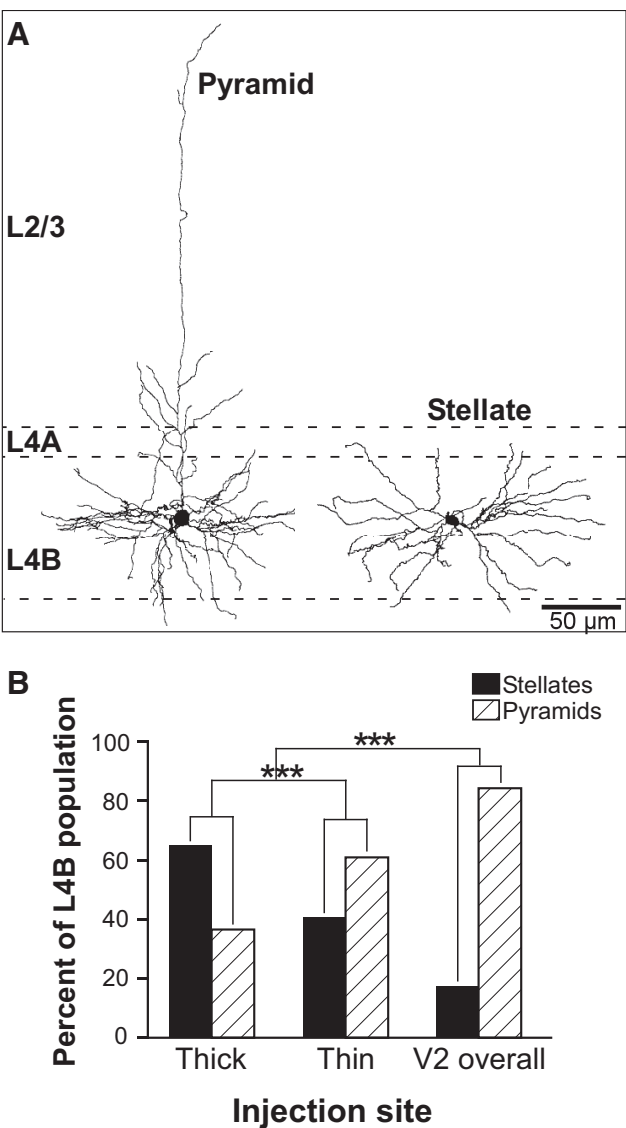 A
Pyramid
L2/3
Stellate
L4A
L4B
50 µm
B
Stellates
Pyramids
Percent of L4B population
100
80
60
40
20
0
***
***
Thick Thin V2 overall
Injection site